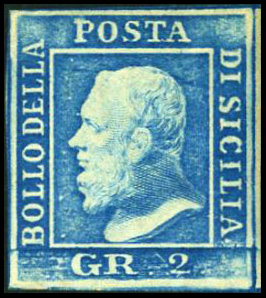 BOLLO DELLA
POSTA
DI SICILIA
GR 2